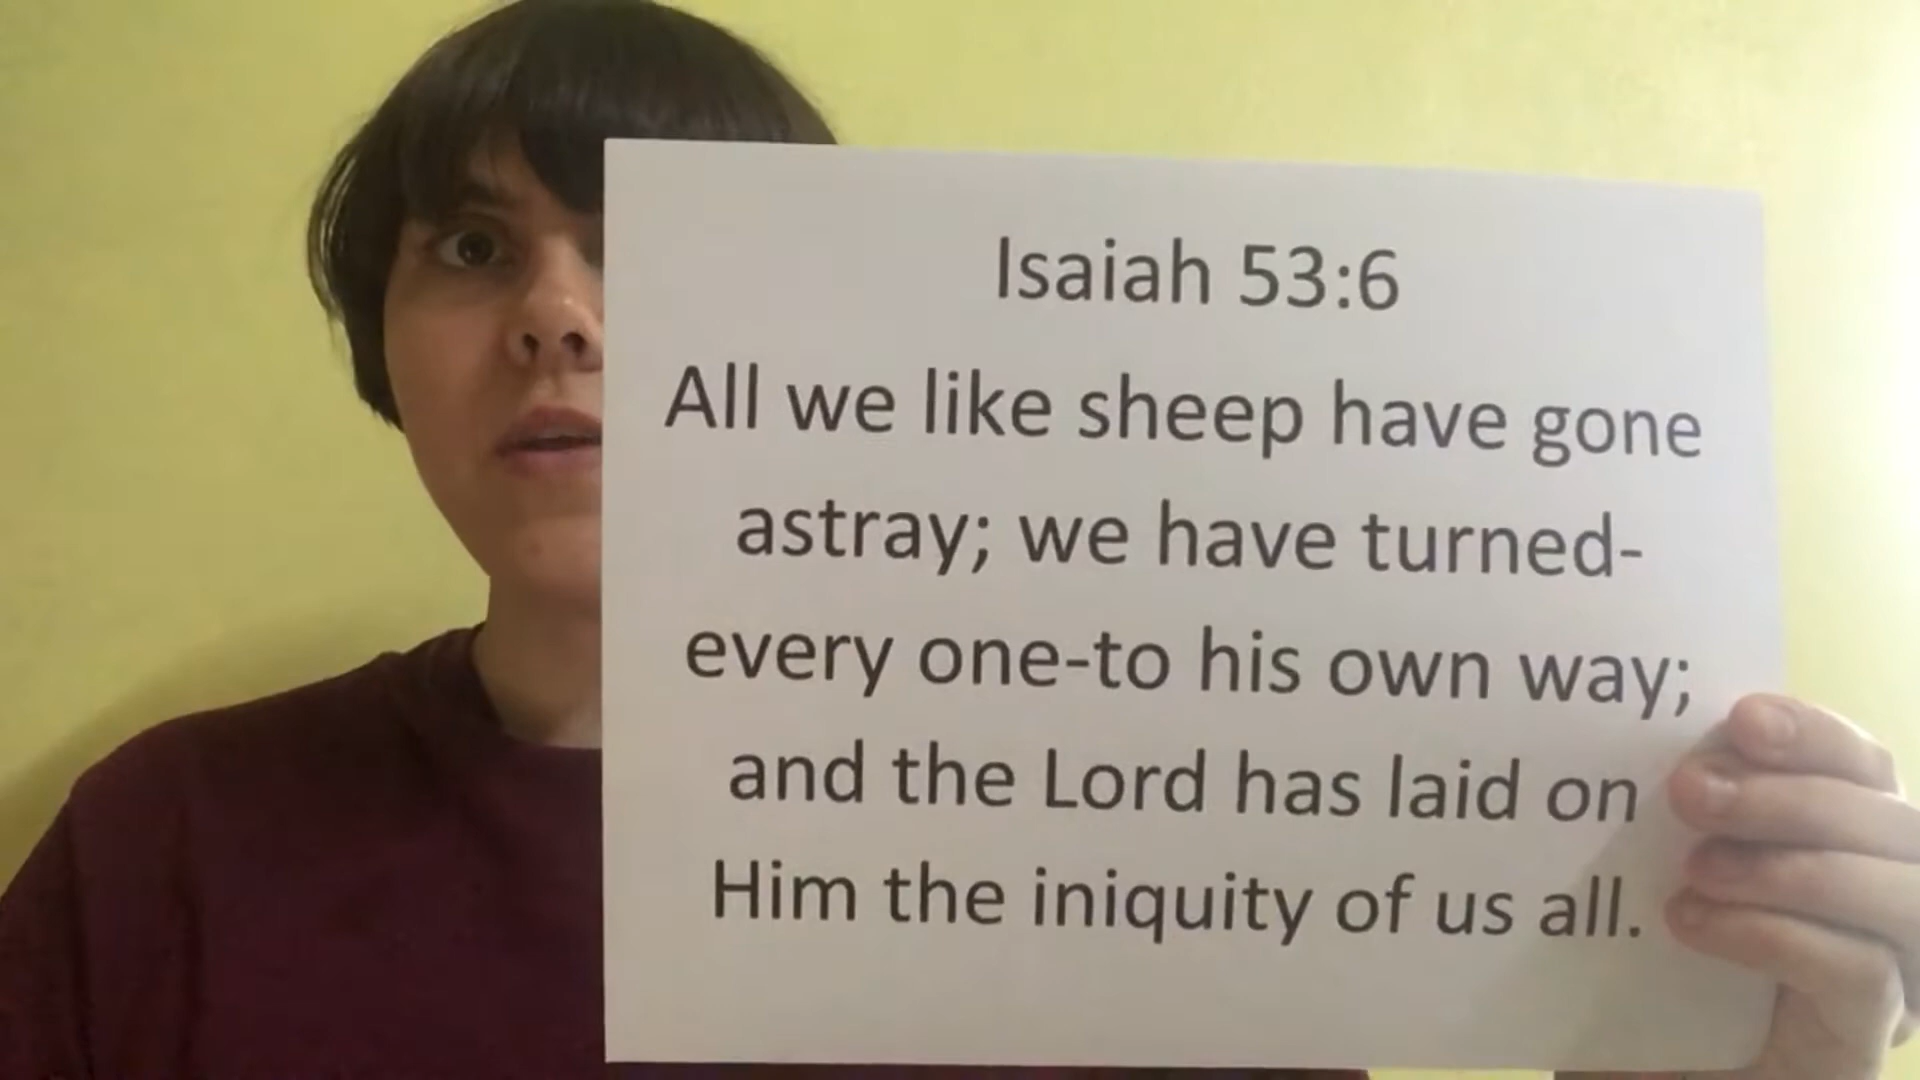 Isaiah 53:6
All we like sheep have gone
astray; we have turned-
every one-to his own way;
and the Lord has laid on
Him the iniquity of us all.